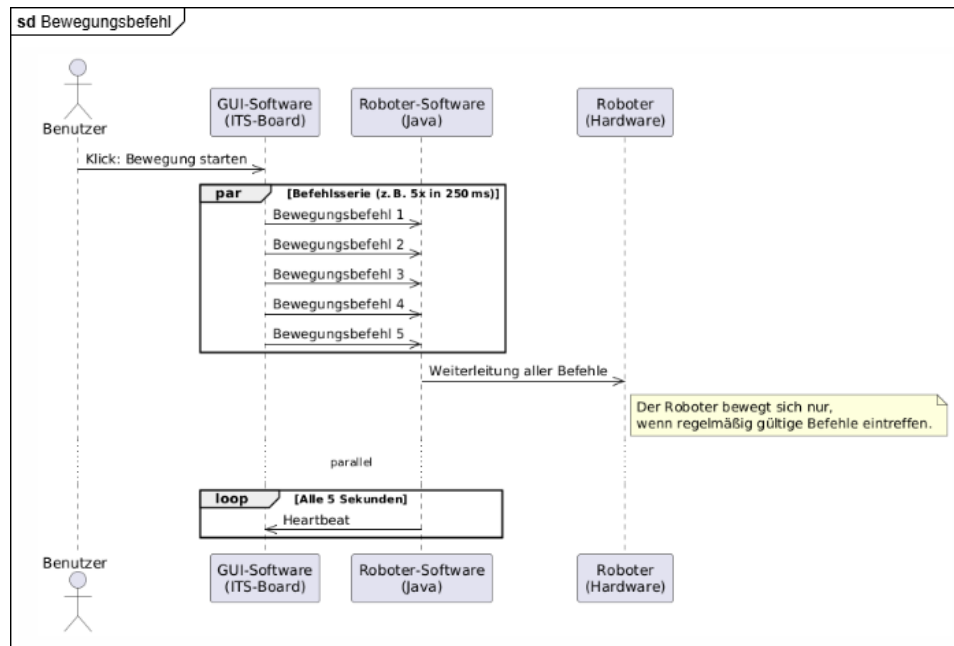 sd Bewegungsbefehl
Benutzer
GUI-Software
(ITS-Board)
Roboter-Software
(Java)
Roboter
(Hardware)
Klick: Bewegung starten
par
[Befehlsserie (z. B. 5x in 250 ms)]
Bewegungsbefehl 1
Bewegungsbefehl 2
Bewegungsbefehl 3
Bewegungsbefehl 4
Bewegungsbefehl 5
Weiterleitung aller Befehle
Der Roboter bewegt sich nur,
wenn regelmäßig gültige Befehle eintreffen.
parallel
loop
[Alle 5 Sekunden]
Heartbeat
Benutzer
GUI-Software
(ITS-Board)
Roboter-Software
(Java)
Roboter
(Hardware)